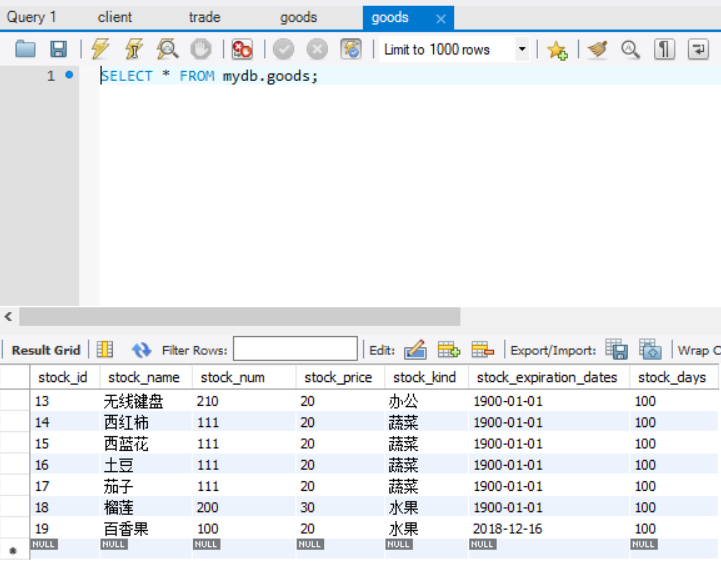 Query 1 client trade goods goods
Limit to 1000 rows
1 SELECT * FROM mydb.goods;
Result Grid Filter Rows: Edit: Export/Import: Wrap C
stock_id stock_name stock_num stock_price stock_kind stock_expiration_dates stock_days
13 无线键盘 210 20 办公 1900-01-01 100
14 西红柿 111 20 蔬菜 1900-01-01 100
15 西蓝花 111 20 蔬菜 1900-01-01 100
16 土豆 111 20 蔬菜 1900-01-01 100
17 茄子 111 20 蔬菜 1900-01-01 100
18 榴莲 200 30 水果 1900-01-01 100
19 百香果 100 20 水果 2018-12-16 100
NULL NULL NULL NULL NULL NULL NULL